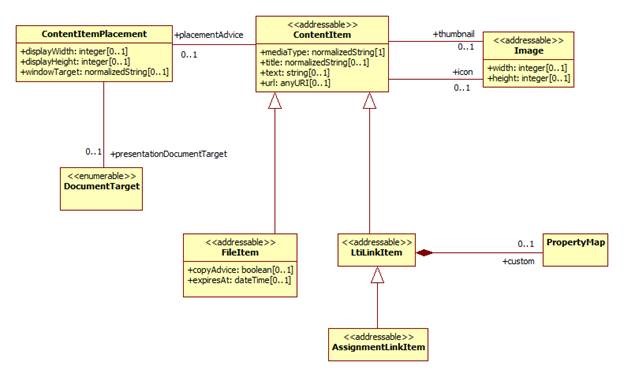 ContentItemPlacement
+displayWidth: integer[0..1]
+displayHeight: integer[0..1]
+windowTarget: normalizedString[0..1]
+placementAdvice
0..1
<<addressable>>
ContentItem
+mediaType: normalizedString[1]
+title: normalizedString[0..1]
+text: string[0..1]
+url: anyURI[0..1]
+thumbnail
0..1
+icon
0..1
<<addressable>>
Image
+width: integer[0..1]
+height: integer[0..1]
0..1
+presentationDocumentTarget
<<enumerable>>
DocumentTarget
<<addressable>>
FileItem
+copyAdvice: boolean[0..1]
+expiresAt: dateTime[0..1]
<<addressable>>
LtiLinkItem
0..1
+custom
PropertyMap
<<addressable>>
AssignmentLinkItem